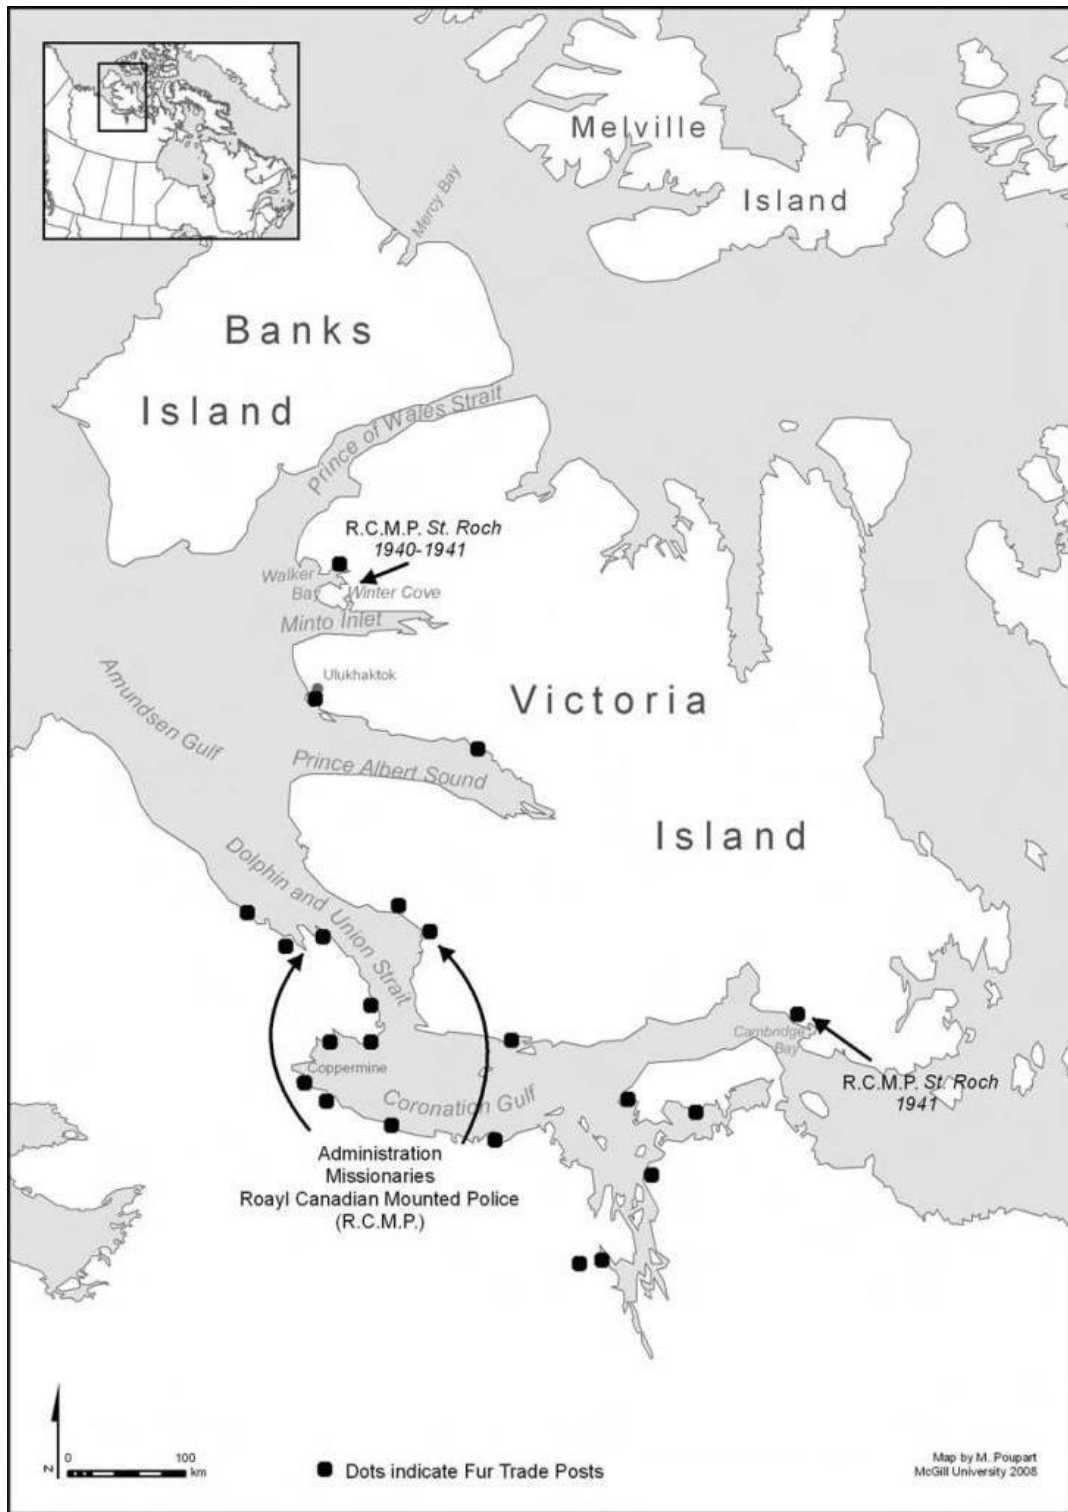 Melville
Island
Mercy Bay
Banks
Island
Prince of Wales Strait
R.C.M.P. St. Roch
1940-1941
Walker
Bay
Winter Cove
Minto Inlet
Ulukhaktok
Amundsen Gulf
Victoria
Island
Prince Albert Sound
Dolphin and Union Strait
Cambridge
Bay
R.C.M.P. St. Roch
1941
Coppermine
Coronation Gulf
Administration
Missionaries
Roayl Canadian Mounted Police
(R.C.M.P.)
N
0 100
km
Dots indicate Fur Trade Posts
Map by M. Poupart
McGill University 2008